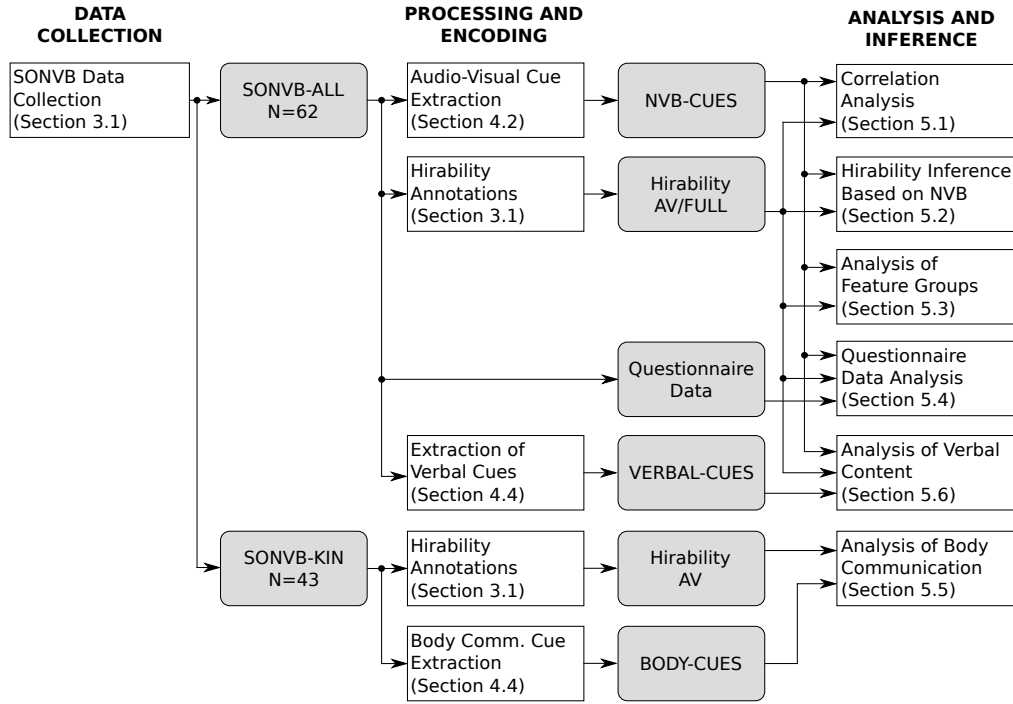 DATA
COLLECTION
PROCESSING AND
ENCODING
ANALYSIS AND
INFERENCE
SONVB Data
Collection
(Section 3.1)
SONVB-ALL
N=62
Audio-Visual Cue
Extraction
(Section 4.2)
NVB-CUES
Correlation
Analysis
(Section 5.1)
Hirability
Annotations
(Section 3.1)
Hirability
AV/FULL
Hirability Inference
Based on NVB
(Section 5.2)
Analysis of
Feature Groups
(Section 5.3)
Questionnaire
Data
Questionnaire
Data Analysis
(Section 5.4)
Extraction of
Verbal Cues
(Section 4.4)
VERBAL-CUES
Analysis of Verbal
Content
(Section 5.6)
SONVB-KIN
N=43
Hirability
Annotations
(Section 3.1)
Hirability
AV
Analysis of Body
Communication
(Section 5.5)
Body Comm. Cue
Extraction
(Section 4.4)
BODY-CUES